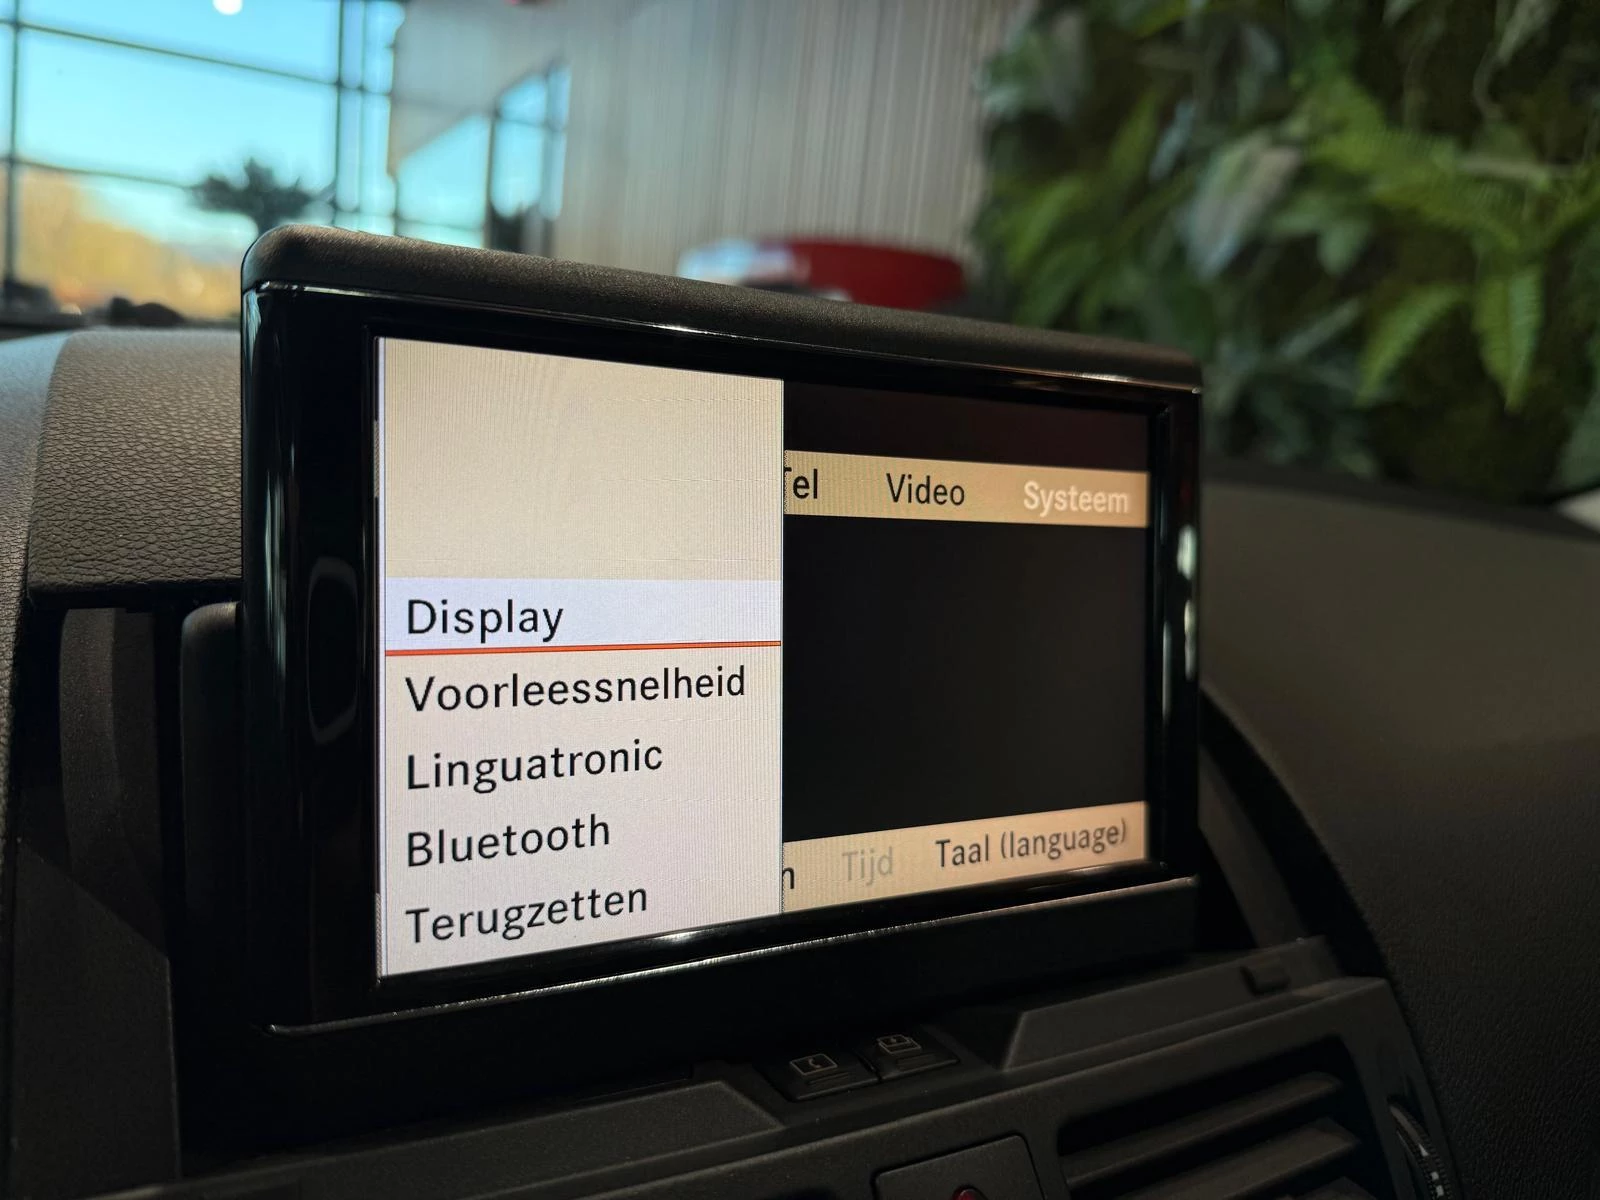 Tel Video Systeem
Display
Voorleessnelheid
Linguatronic
Bluetooth
Terugzetten
Tijd Taal (language)